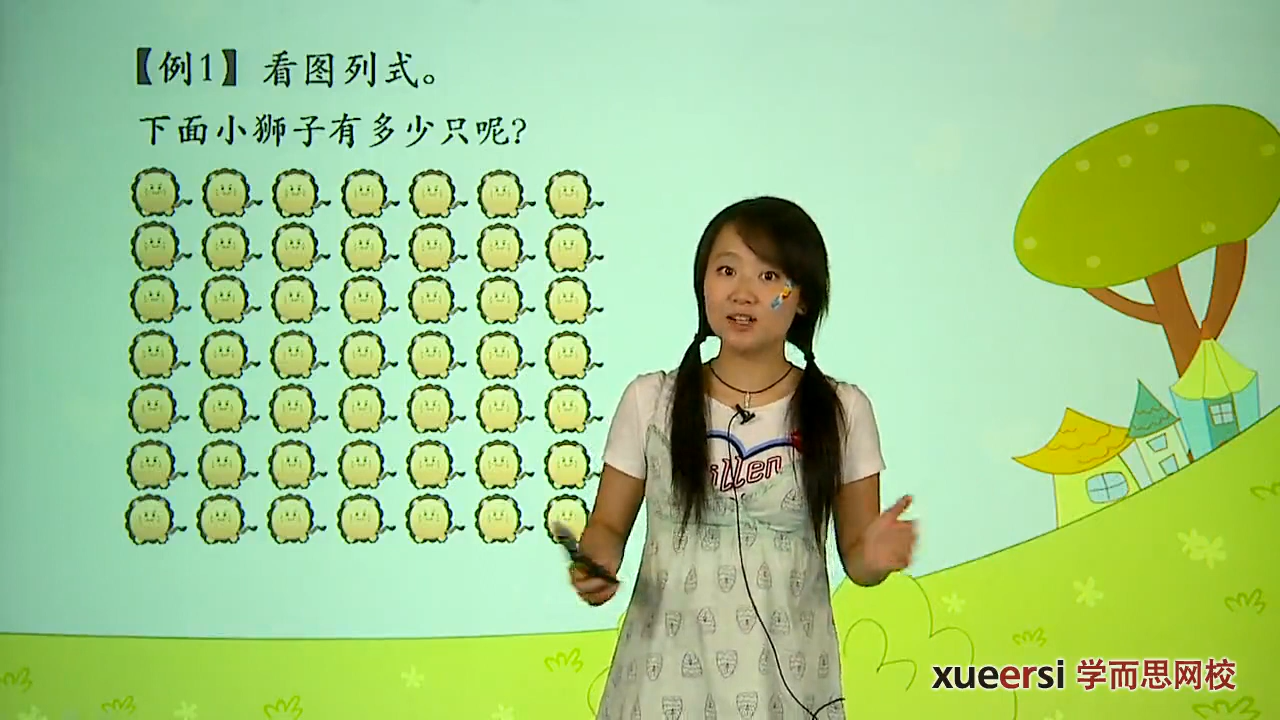 【例1】看图列式。
下面小狮子有多少只呢?
illen
xueersi 学而思网校